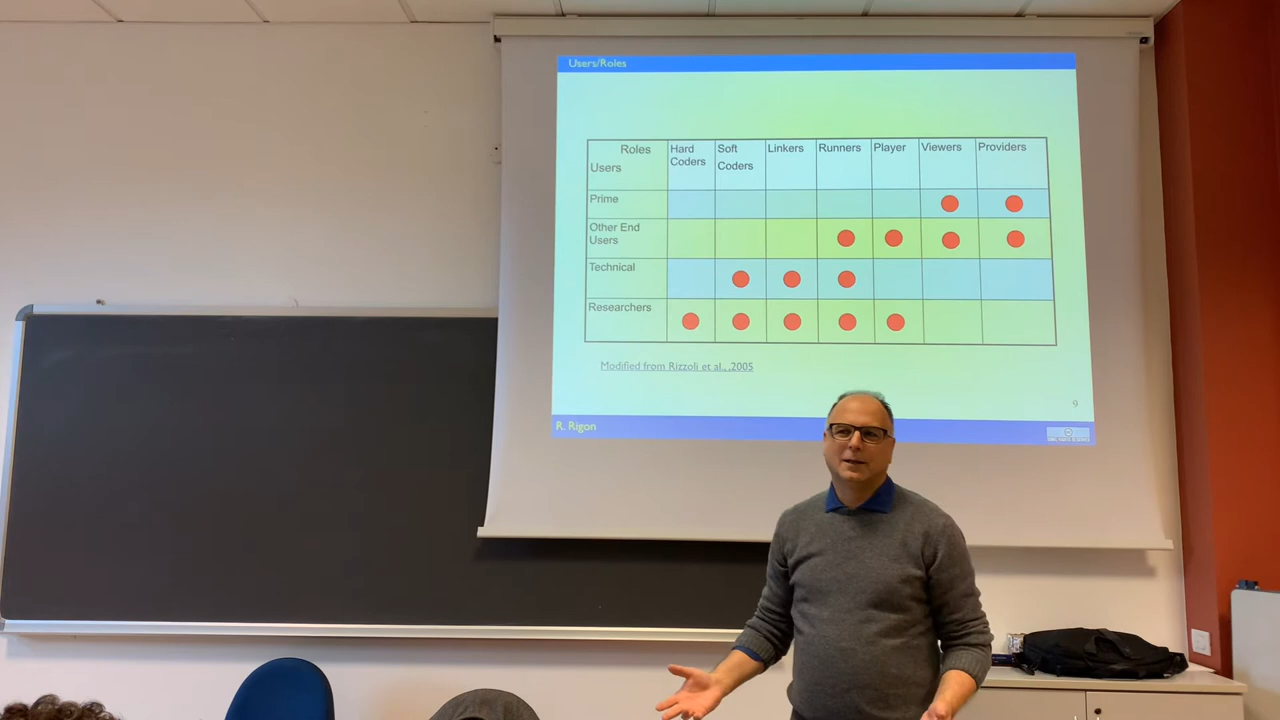 Users/Roles
Roles
Users
Hard Coders
Soft Coders
Linkers
Runners
Player
Viewers
Providers
Prime
Other End Users
Technical
Researchers
Modified from Rizzoli et al., ,2005
9
R. Rigon